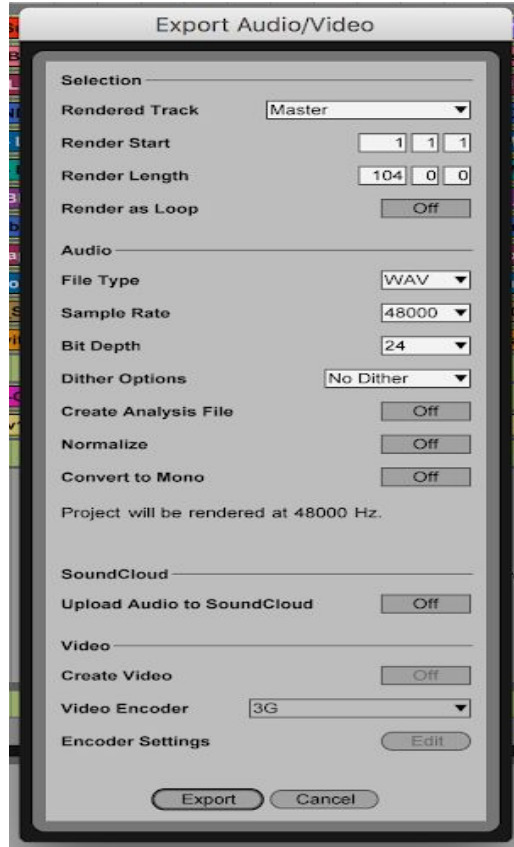 Export Audio/Video
Selection
Rendered Track Master
Render Start 1 1 1
Render Length 104 0 0
Render as Loop Off
Audio
File Type WAV
Sample Rate 48000
Bit Depth 24
Dither Options No Dither
Create Analysis File Off
Normalize Off
Convert to Mono Off
Project will be rendered at 48000 Hz.
SoundCloud
Upload Audio to SoundCloud Off
Video
Create Video Off
Video Encoder 3G
Encoder Settings Edit
Export Cancel